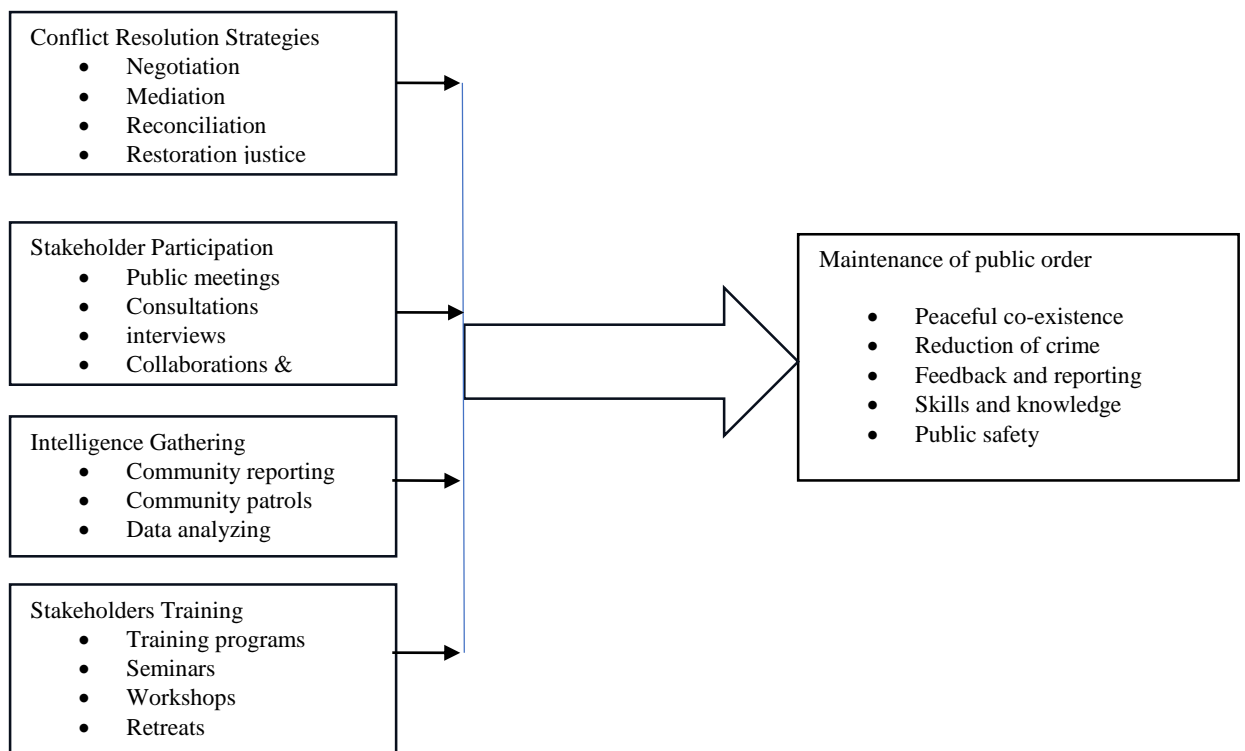 Conflict Resolution Strategies
• Negotiation
• Mediation
• Reconciliation
• Restoration justice
Stakeholder Participation
• Public meetings
• Consultations
• interviews
• Collaborations &
Intelligence Gathering
• Community reporting
• Community patrols
• Data analyzing
Stakeholders Training
• Training programs
• Seminars
• Workshops
• Retreats
Maintenance of public order
• Peaceful co-existence
• Reduction of crime
• Feedback and reporting
• Skills and knowledge
• Public safety